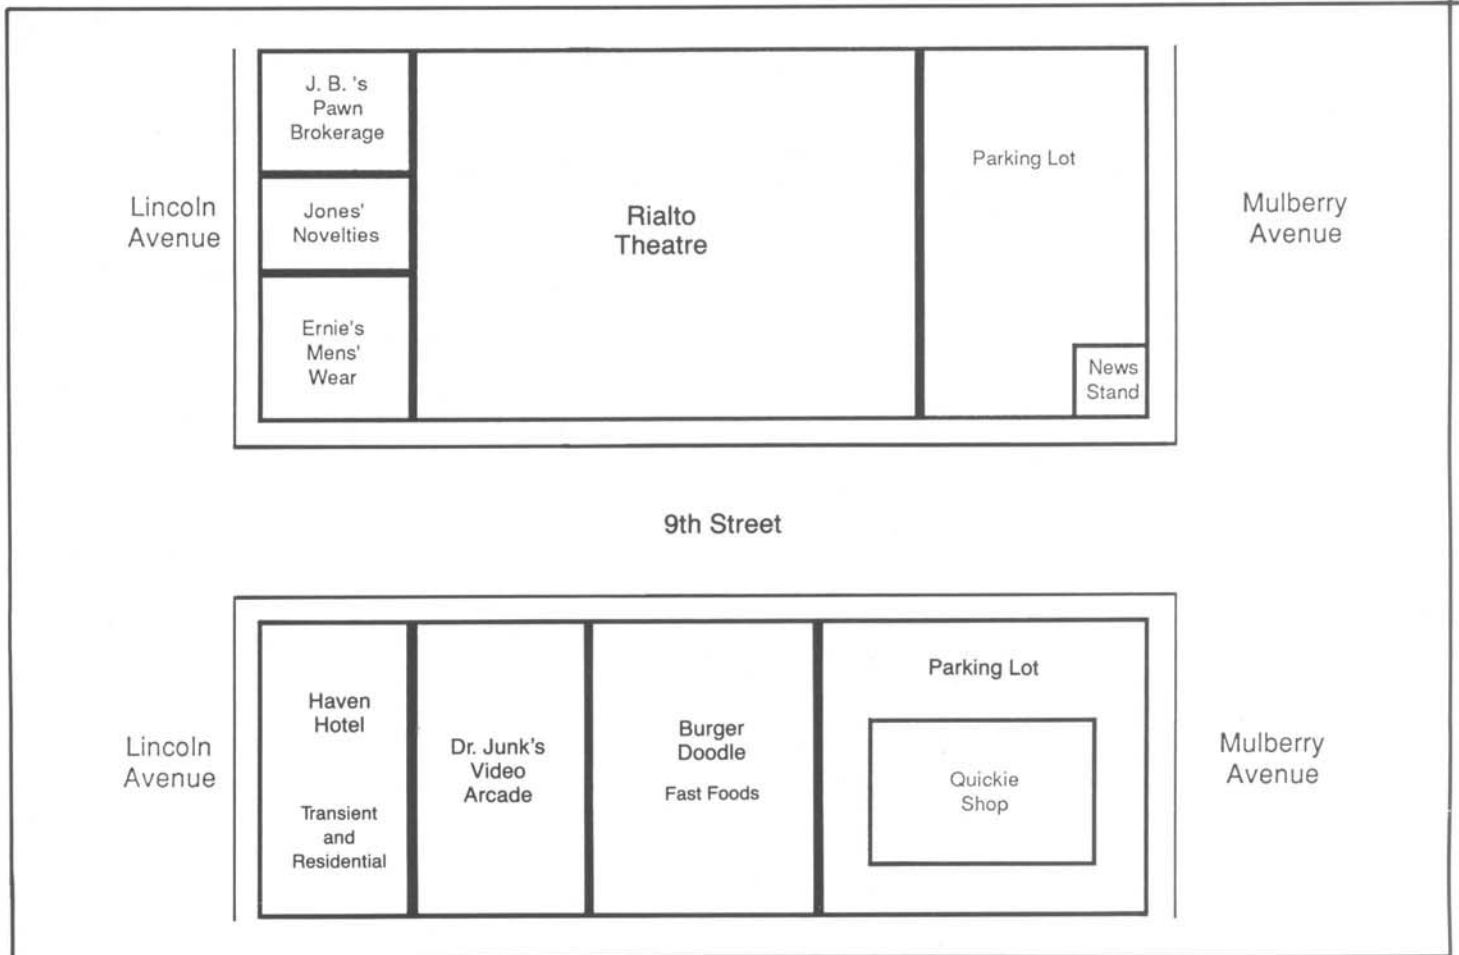 J. B. 's
Pawn
Brokerage
Lincoln
Avenue
Jones'
Novelties
Ernie's
Mens'
Wear
Rialto
Theatre
Parking Lot
News
Stand
Mulberry
Avenue
9th Street
Lincoln
Avenue
Haven
Hotel
Transient
and
Residential
Dr. Junk's
Video
Arcade
Burger
Doodle
Fast Foods
Parking Lot
Quickie
Shop
Mulberry
Avenue